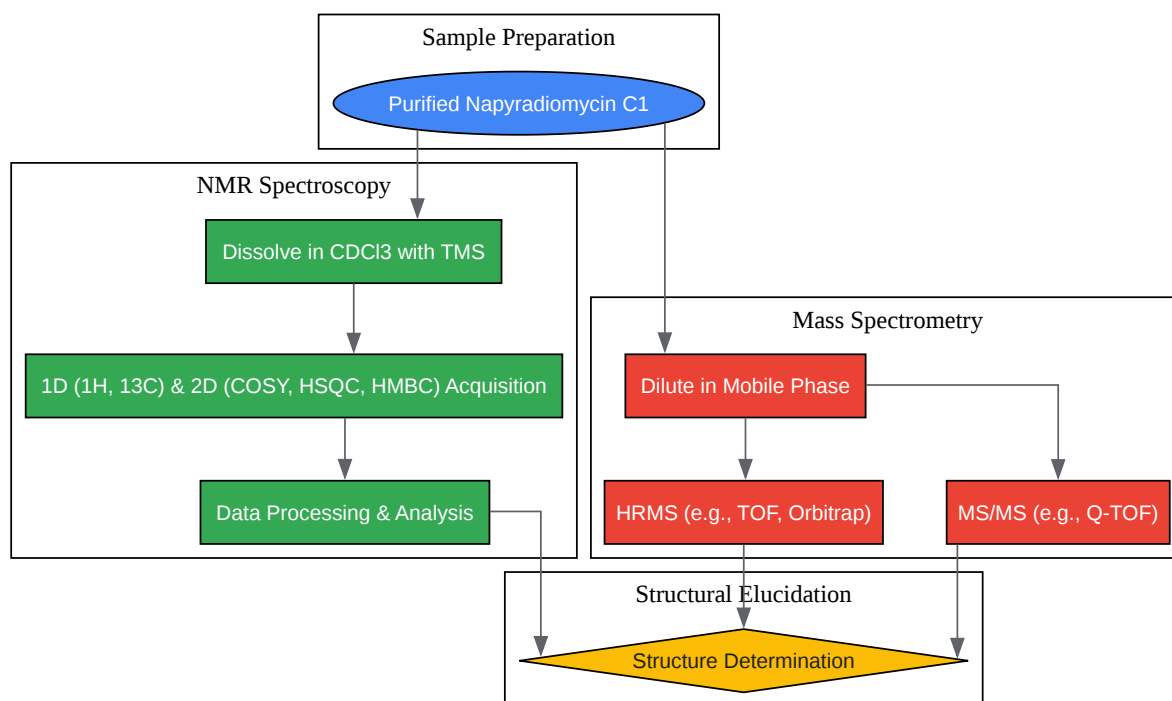 Sample Preparation
Purified Napyradiomycin C1
NMR Spectroscopy
Dissolve in CDCl3 with TMS
1D (1H, 13C) & 2D (COSY, HSQC, HMBC) Acquisition
Data Processing & Analysis
Mass Spectrometry
Dilute in Mobile Phase
HRMS (e.g., TOF, Orbitrap)
MS/MS (e.g., Q-TOF)
Structural Elucidation
Structure Determination